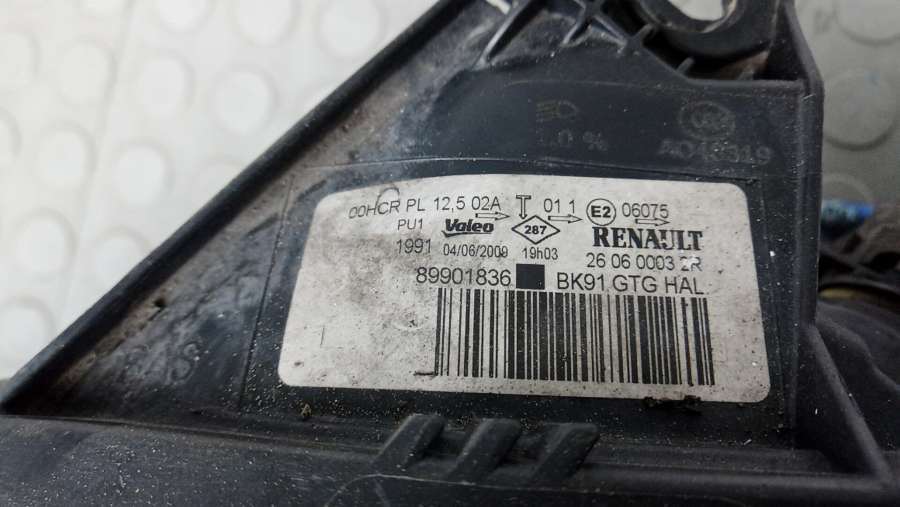 .0 %
00HCR PL 12,5 02A T 01 1 E2 06075
PU1 Valeo 287 RENAULT
1991 04/06/2009 19h03 26 06 0003 2R
89901836 BK91 GTG HAL